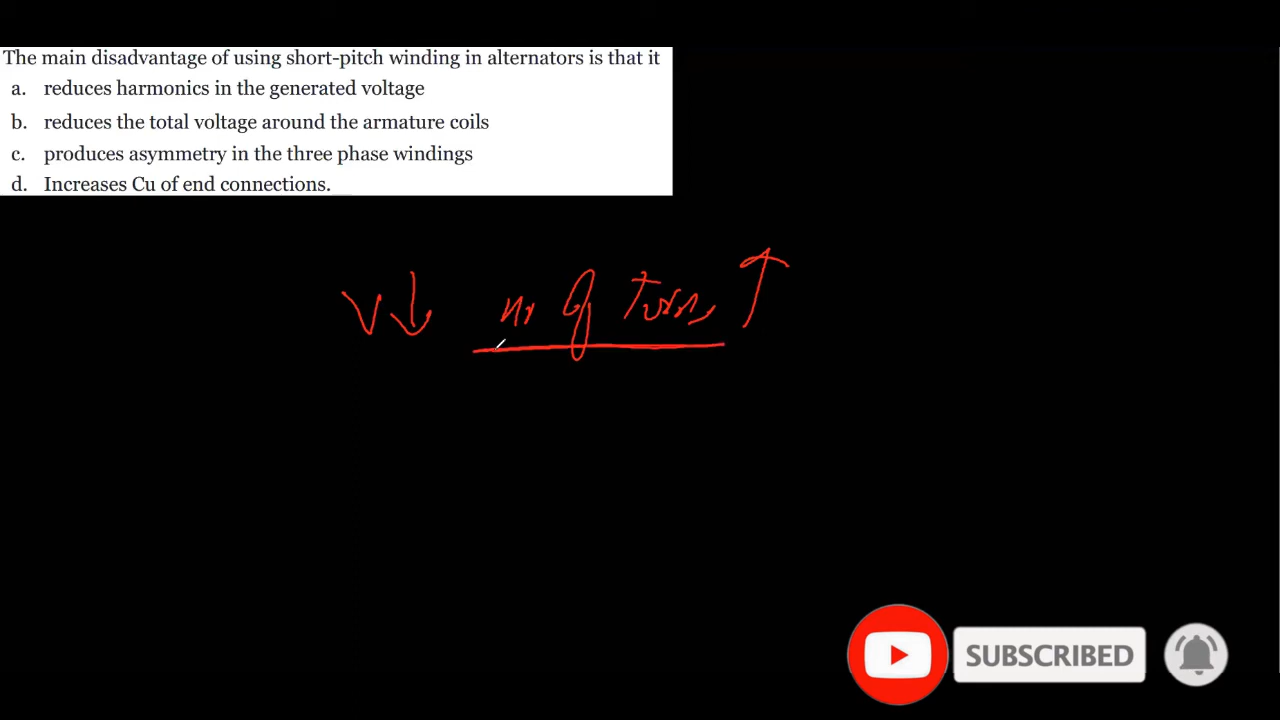 The main disadvantage of using short-pitch winding in alternators is that it
a. reduces harmonics in the generated voltage
b. reduces the total voltage around the armature coils
c. produces asymmetry in the three phase windings
d. Increases Cu of end connections.
V↓ no of turns ↑
SUBSCRIBED